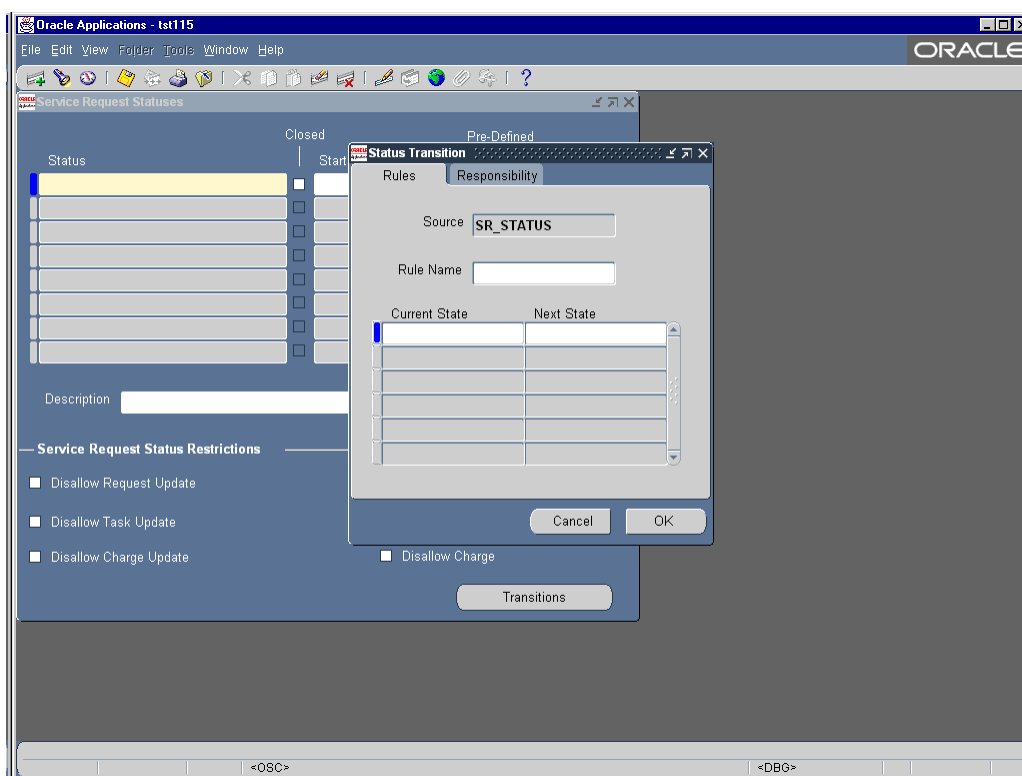 Oracle Applications - tst115
File Edit View Folder Tools Window Help
ORACLE
Service Request Statuses
Closed
Pre-Defined
Status
Start
Status Transition
Rules
Responsibility
Source
SR_STATUS
Rule Name
Current State
Next State
Description
Service Request Status Restrictions
Disallow Request Update
Disallow Task Update
Cancel
OK
Disallow Charge Update
Disallow Charge
Transitions
<OSC>
<DBG>